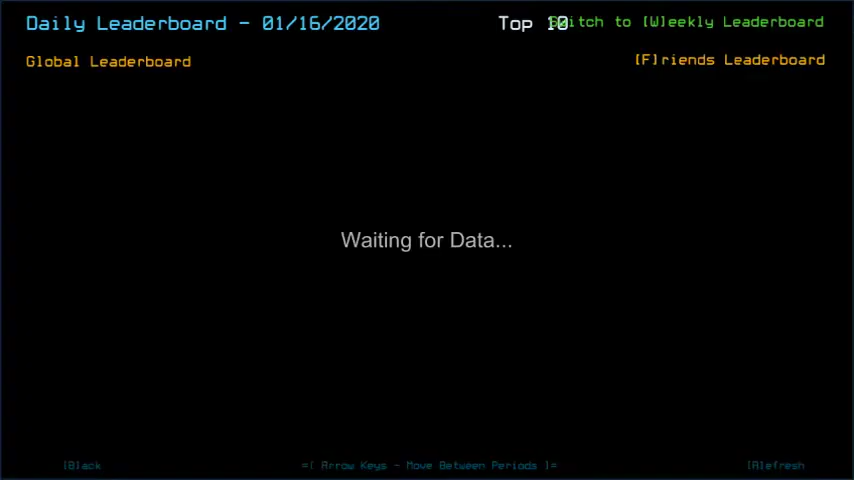 Daily Leaderboard - 01/16/2020
Top 10
Switch to [W]eekly Leaderboard
Global Leaderboard
[F]riends Leaderboard
Waiting for Data...
[B]ack
=[ Arrow Keys - Move Between Periods ]=
[R]efresh